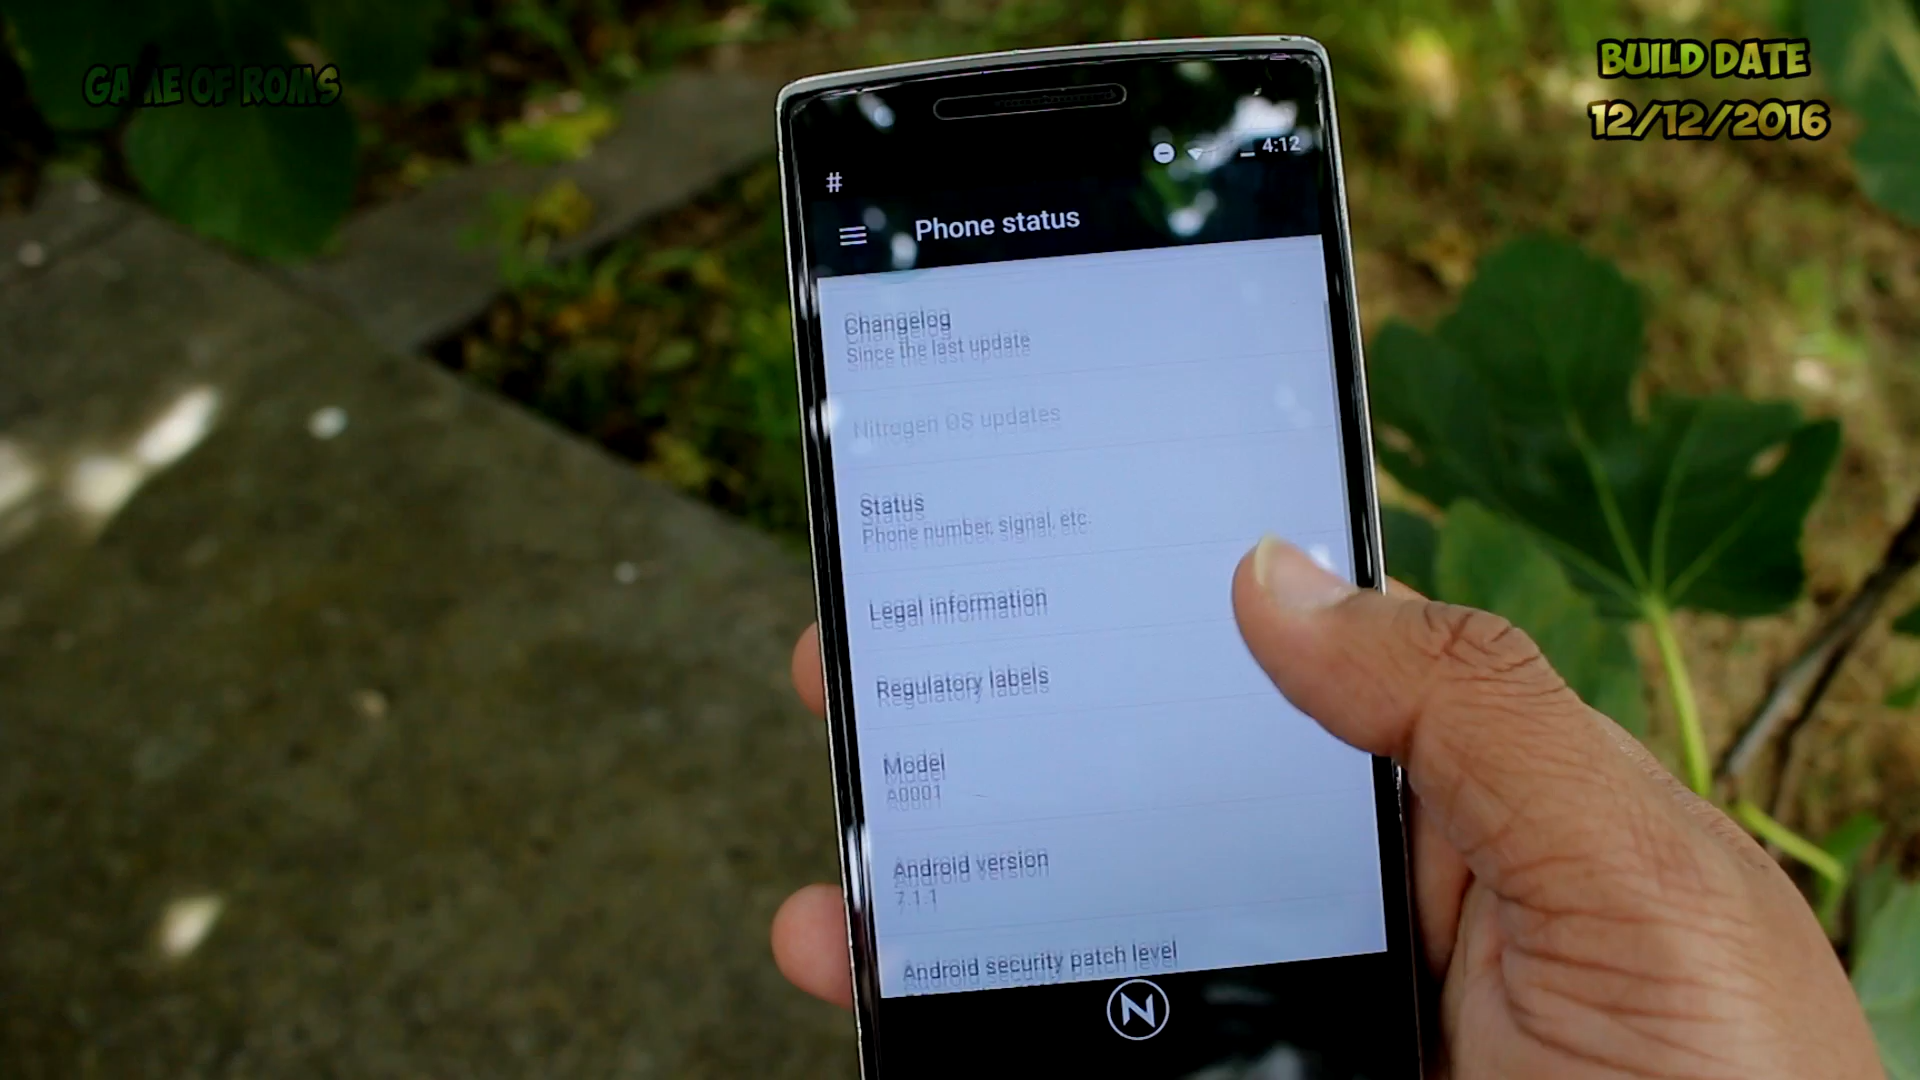 GAME OF ROMS
BUILD DATE
12/12/2016
4:12
#
Phone status
Changelog
Since the last update
Nitrogen OS updates
Status
Phone number, signal, etc.
Legal information
Regulatory labels
Model
A0001
Android version
7.1.1
Android security patch level
N